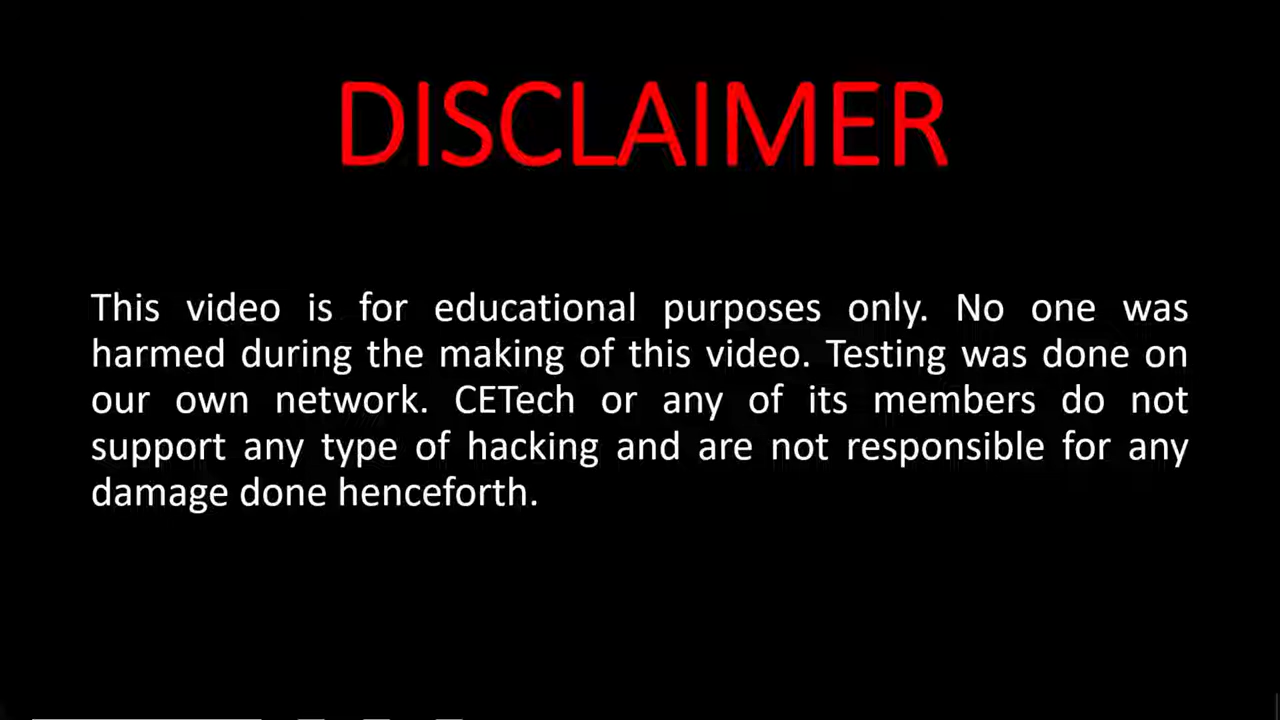 DISCLAIMER
This video is for educational purposes only. No one was
harmed during the making of this video. Testing was done on
our own network. CETech or any of its members do not
support any type of hacking and are not responsible for any
damage done henceforth.